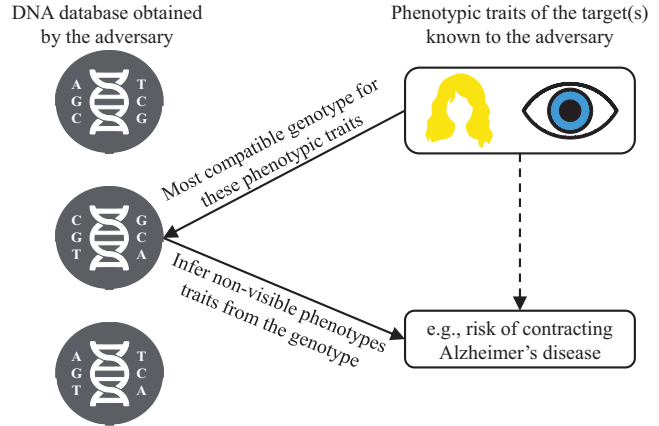 DNA database obtained
by the adversary
Phenotypic traits of the target(s)
known to the adversary
A T
G C
C G
Most compatible genotype for
these phenotypic traits
C G
G C
T A
Infer non-visible phenotypes
traits from the genotype
e.g., risk of contracting
Alzheimer's disease
A T
G C
T A